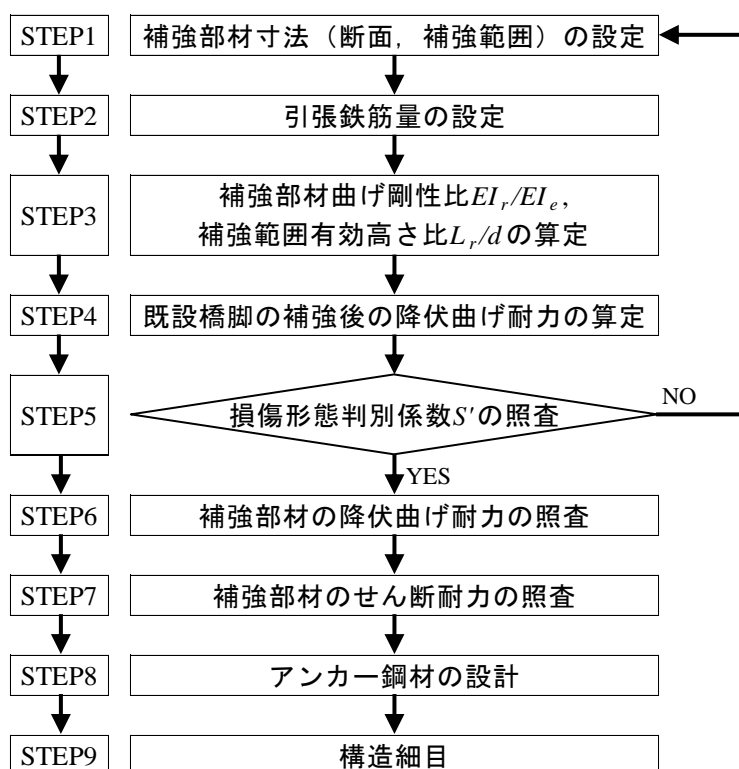 STEP1 補強部材寸法（断面，補強範囲）の設定
STEP2 引張鉄筋量の設定
STEP3 補強部材曲げ剛性比EIr/EIe,
補強範囲有効高さ比Lr/dの算定
STEP4 既設橋脚の補強後の降伏曲げ耐力の算定
STEP5 損傷形態判別係数S'の照査 NO
YES
STEP6 補強部材の降伏曲げ耐力の照査
STEP7 補強部材のせん断耐力の照査
STEP8 アンカー鋼材の設計
STEP9 構造細目